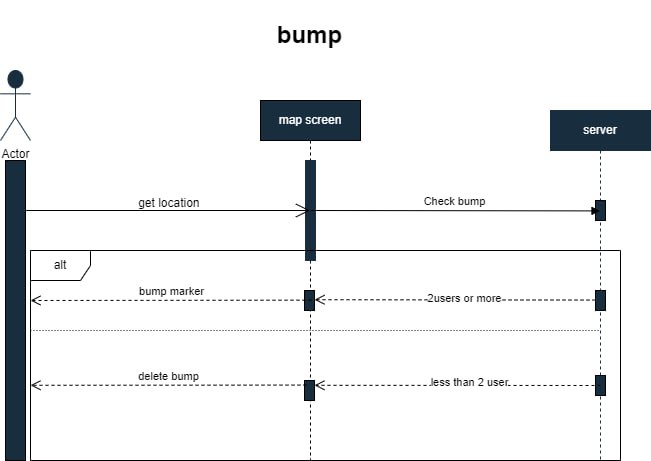 bump
map screen
server
Actor
get location
Check bump
alt
bump marker
2users or more
delete bump
less than 2 user